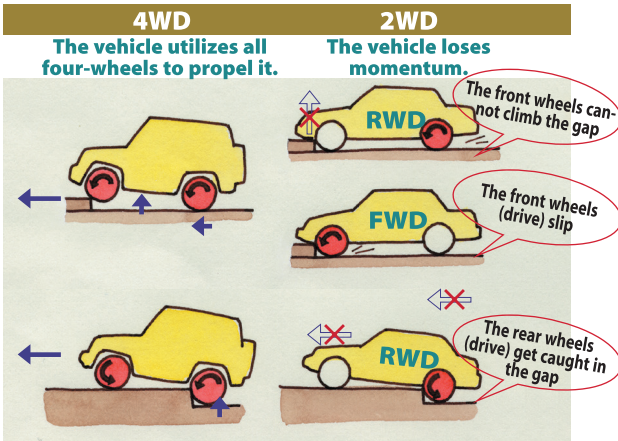 4WD
The vehicle utilizes all
four-wheels to propel it.
2WD
The vehicle loses
momentum.
RWD
The front wheels can-
not climb the gap
FWD
The front wheels
(drive) slip
RWD
The rear wheels
(drive) get caught in
the gap